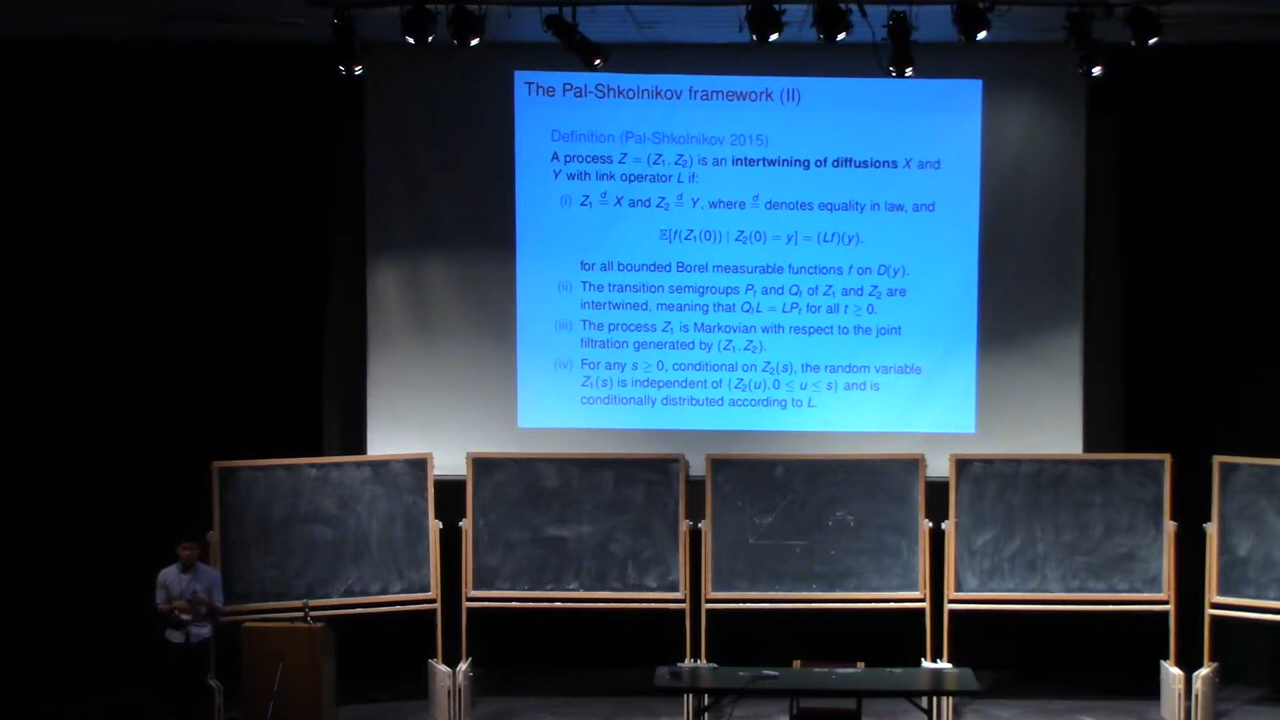 The Pal-Shkolnikov framework (II)
Definition (Pal-Shkolnikov 2015)
A process Z = (Z₁, Z₂) is an intertwining of diffusions X and
Y with link operator L if:
(i) Z₁ =ᵈ X and Z₂ =ᵈ Y, where =ᵈ denotes equality in law, and
𝔼[f(Z₁(0)) | Z₂(0) = y] = (Lf)(y),
for all bounded Borel measurable functions f on D(y).
(ii) The transition semigroups Pₜ and Qₜ of Z₁ and Z₂ are
intertwined, meaning that QₜL = LPₜ for all t ≥ 0.
(iii) The process Z₁ is Markovian with respect to the joint
filtration generated by (Z₁, Z₂).
(iv) For any s ≥ 0, conditional on Z₂(s), the random variable
Z₁(s) is independent of {Z₂(u), 0 ≤ u ≤ s} and is
conditionally distributed according to L.